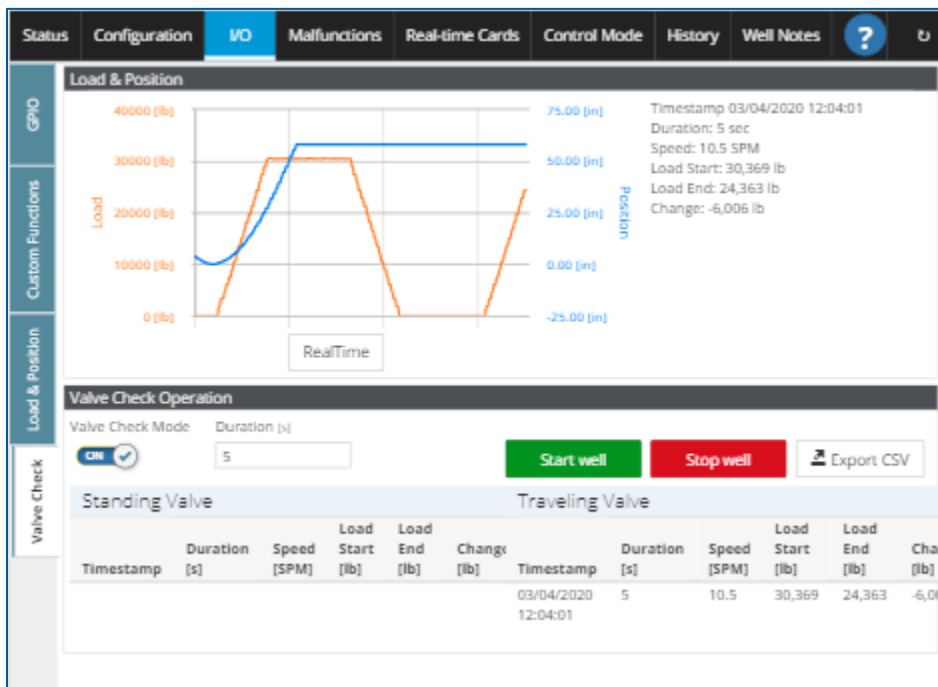 Status Configuration I/O Malfunctions Real-time Cards Control Mode History Well Notes ?
GPIO
Custom Functions
Load & Position
Valve Check
Load & Position
40000 [lb]
30000 [lb]
20000 [lb]
10000 [lb]
0 [lb]
Load
75.00 [in]
50.00 [in]
25.00 [in]
0.00 [in]
-25.00 [in]
Position
Timestamp 03/04/2020 12:04:01
Duration: 5 sec
Speed: 10.5 SPM
Load Start: 30,369 lb
Load End: 24,363 lb
Change: -6,006 lb
RealTime
Valve Check Operation
Valve Check Mode Duration [s]
ON 5 Start well Stop well Export CSV
Standing Valve Traveling Valve
Load Load Load Load
Duration Speed Start End Change Duration Speed Start End Cha
Timestamp [s] [SPM] [lb] [lb] [lb] Timestamp [s] [SPM] [lb] [lb] [lb]
03/04/2020 5 10.5 30,369 24,363 -6,00
12:04:01